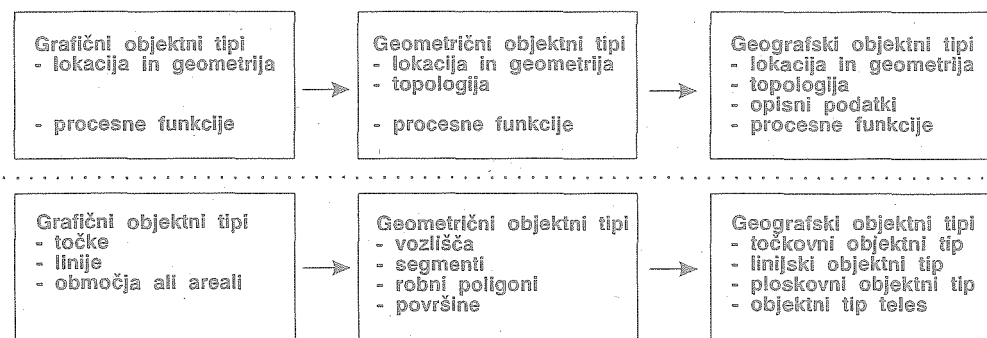 Grafični objektni tipi
- lokacija in geometrija
- procesne funkcije
Geometrični objektni tipi
- lokacija in geometrija
- topologija
- procesne funkcije
Geografski objektni tipi
- lokacija in geometrija
- topologija
- opisni podatki
- procesne funkcije
Grafični objektni tipi
- točke
- linije
- območja ali areali
Geometrični objektni tipi
- vozlišča
- segmenti
- robni poligoni
- površine
Geografski objektni tipi
- točkovni objektni tip
- linijski objektni tip
- ploskovni objektni tip
- objektni tip teles